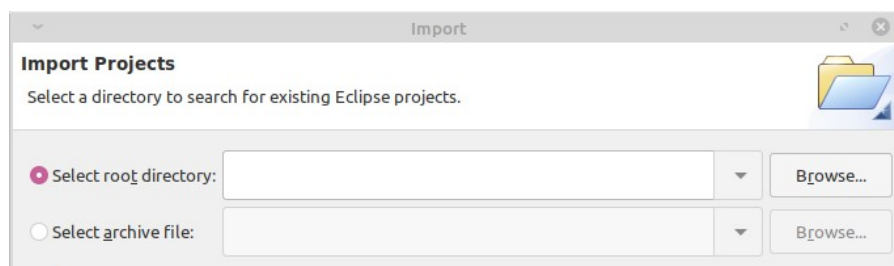 Import
Import Projects
Select a directory to search for existing Eclipse projects.
Select root directory: Browse...
Select archive file: Browse...